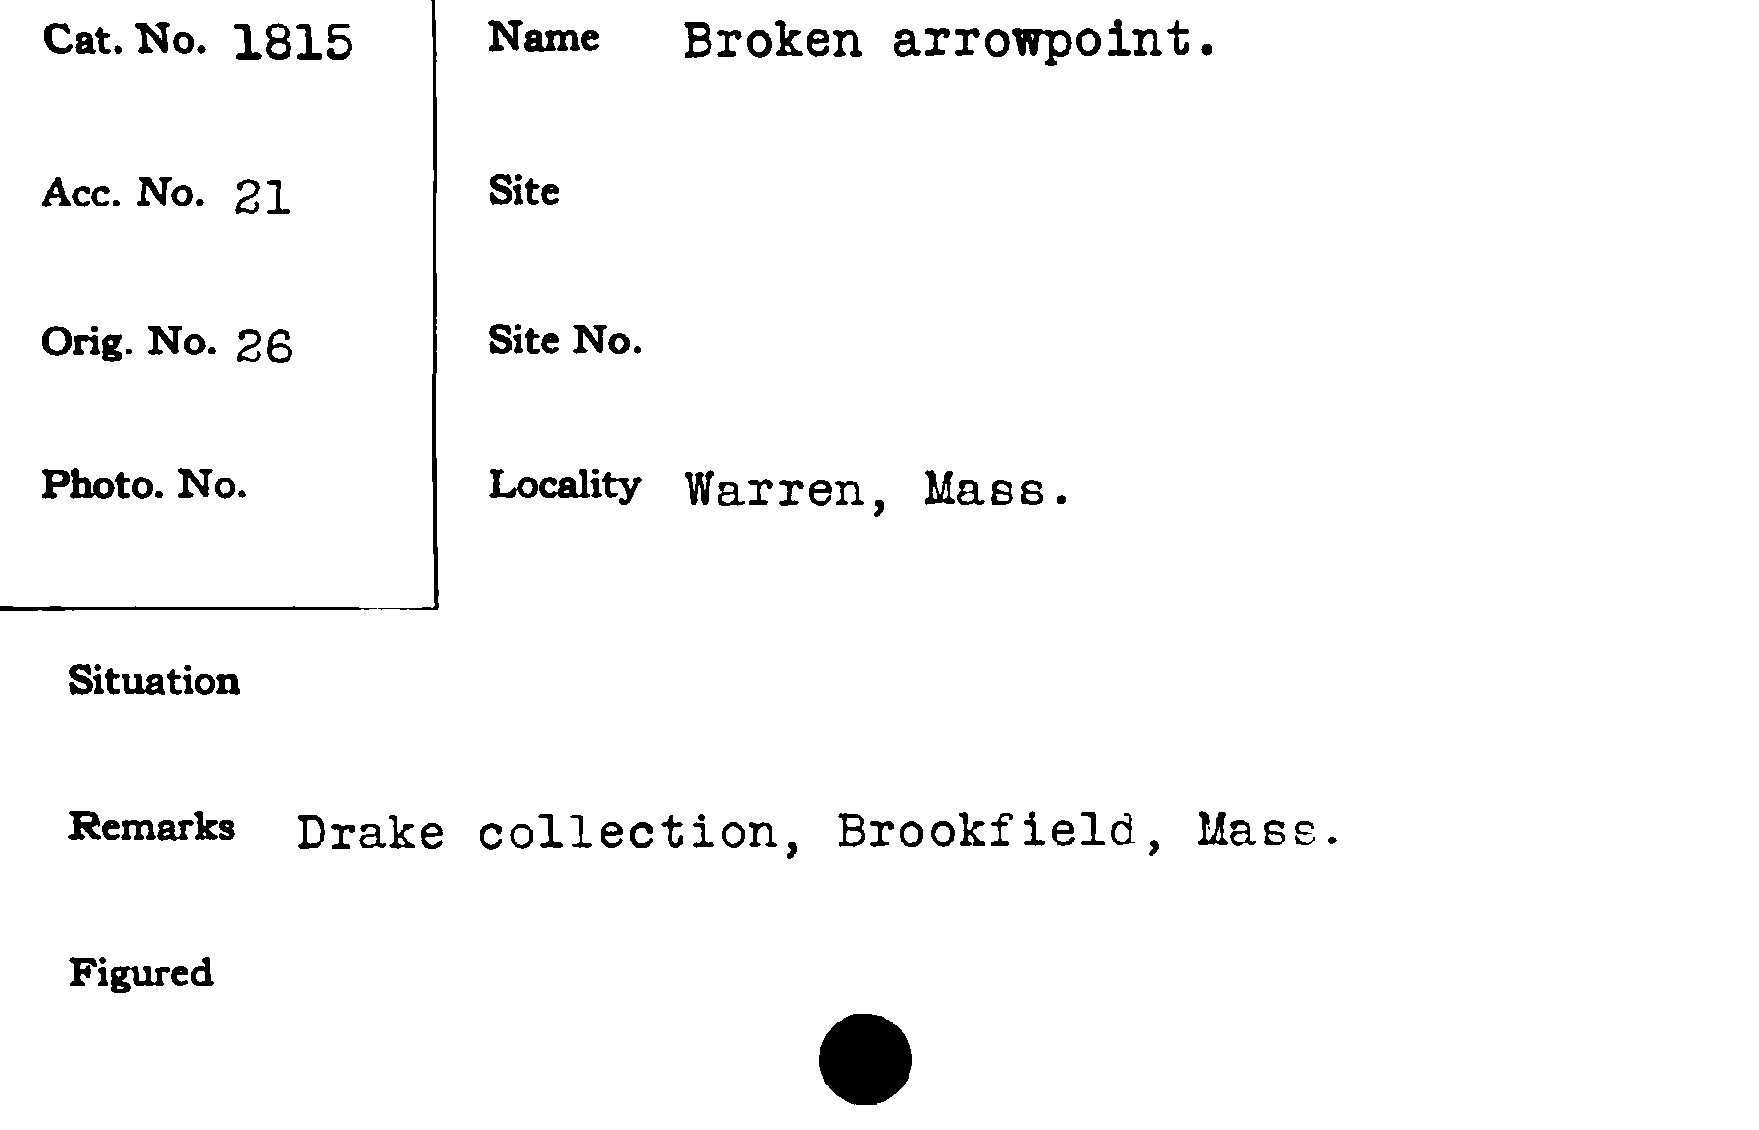 Cat. No. 1815
Acc. No. 21
Orig. No. 26
Photo. No.
Name Broken arrowpoint.
Site
Site No.
Locality Warren, Mass.
Situation
Remarks Drake collection, Brookfield, Mass.
Figured